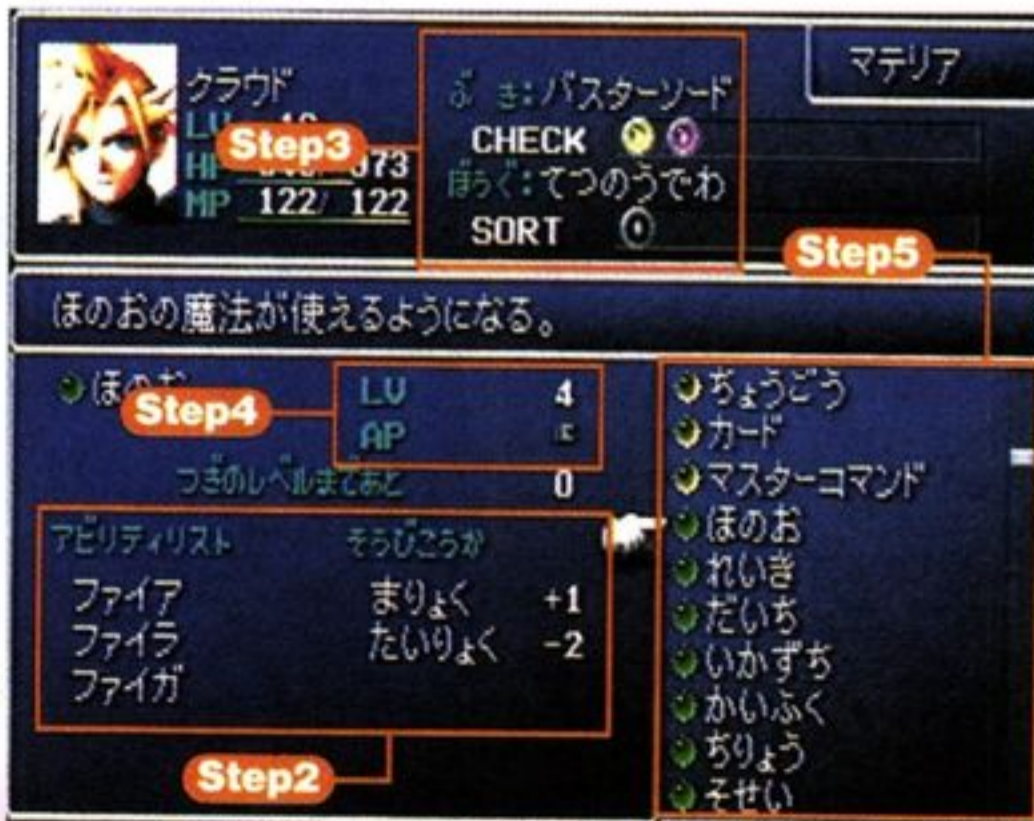 マテリア
クラウド
LV
HP 073
MP 122/ 122
Step3
ぶ き:バスターソード
CHECK
ぼうぐ:てつのうでわ
SORT
Step5
ほのおの魔法が使えるようになる。
ほのお
Step4
LV 4
AP
つぎのレベルまであと 0
アビリティリスト そうびこうか
ファイア まりょく +1
ファイラ たいりょく -2
ファイガ
Step2
ちょうごう
カード
マスターコマンド
ほのお
れいき
だいち
いかずち
かいふく
ちりょう
そせい